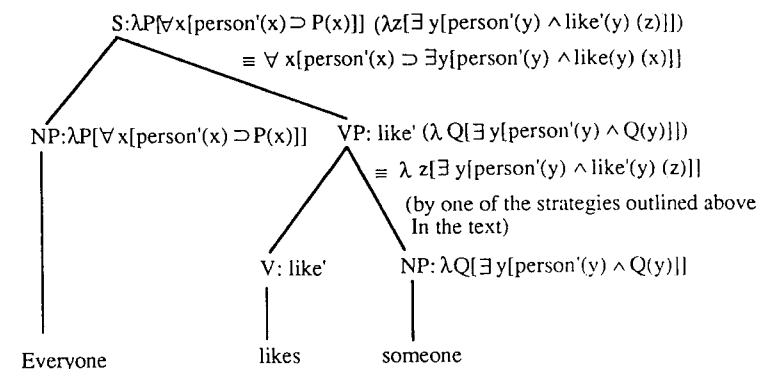 S:λP[∀x[person'(x) ⊃ P(x)]] (λz[∃ y[person'(y) ∧ like'(y) (z)]])
≡ ∀ x[person'(x) ⊃ ∃y[person'(y) ∧ like(y) (x)]]
NP:λP[∀ x[person'(x) ⊃ P(x)]] VP: like' (λ Q[∃ y[person'(y) ∧ Q(y)]])
≡ λ z[∃ y[person'(y) ∧ like'(y) (z)]]
(by one of the strategies outlined above
In the text)
V: like' NP: λQ[∃ y[person'(y) ∧ Q(y)]]
Everyone likes someone